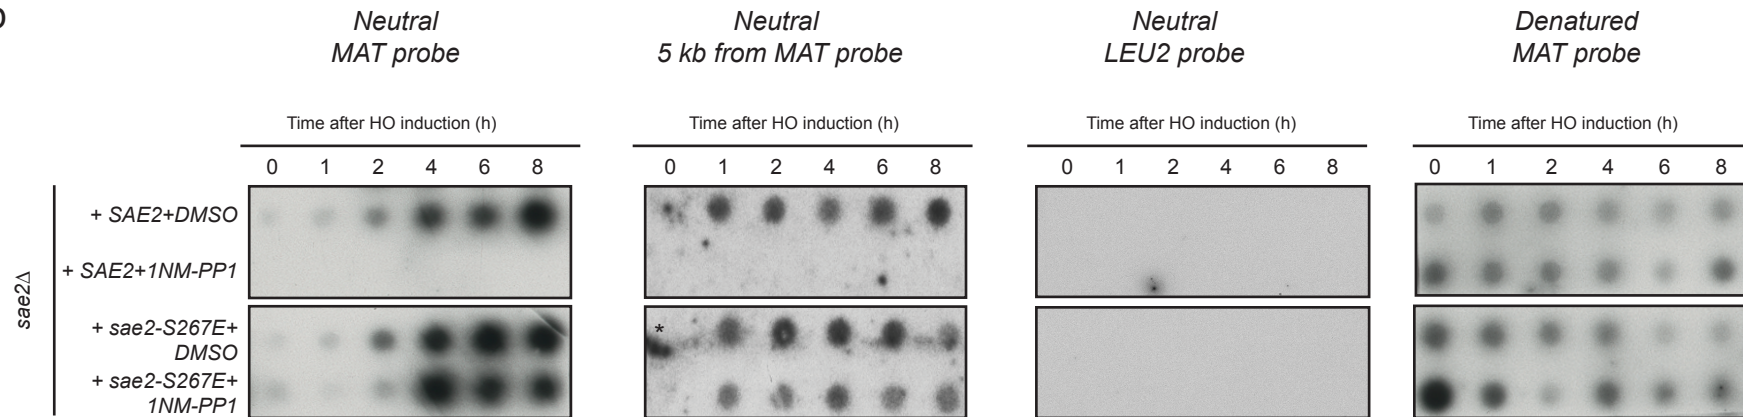 Neutral
MAT probe
Neutral
5 kb from MAT probe
Neutral
LEU2 probe
Denatured
MAT probe
Time after HO induction (h)
Time after HO induction (h)
Time after HO induction (h)
Time after HO induction (h)
0 1 2 4 6 8
0 1 2 4 6 8
0 1 2 4 6 8
0 1 2 4 6 8
sae2Δ
+ SAE2+DMSO
+ SAE2+1NM-PP1
+ sae2-S267E+
DMSO
+ sae2-S267E+
1NM-PP1
*